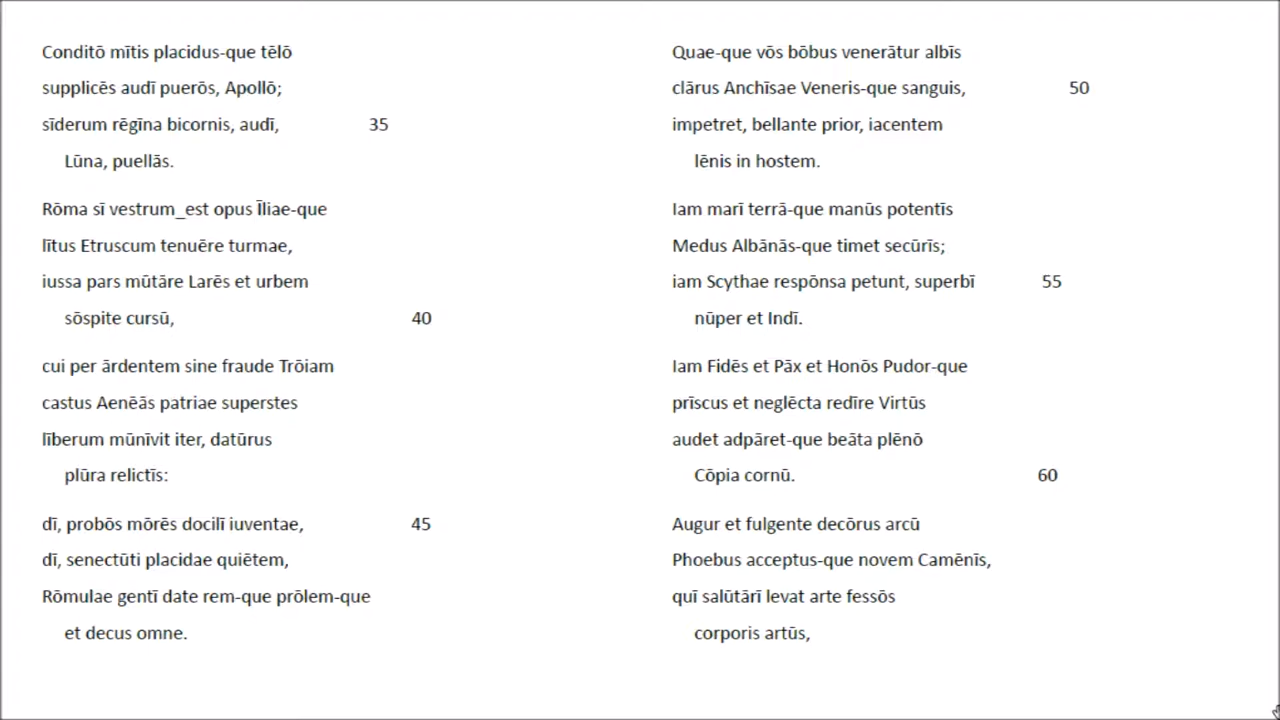 Conditō mītis placidus-que tēlō
supplicēs audī puerōs, Apollō;
sīderum rēgīna bicornis, audī, 35
Lūna, puellās.
Rōma sī vestrum_est opus Īliae-que
lītus Etruscum tenuēre turmae,
iussa pars mūtāre Larēs et urbem
sōspite cursū, 40
cui per ārdentem sine fraude Trōiam
castus Aenēās patriae superstes
līberum mūnīvit iter, datūrus
plūra relictīs:
dī, probōs mōrēs docilī iuventae, 45
dī, senectūti placidae quiētem,
Rōmulae gentī date rem-que prōlem-que
et decus omne.
Quae-que vōs bōbus venerātur albīs
clārus Anchīsae Veneris-que sanguis, 50
impetret, bellante prior, iacentem
lēnis in hostem.
Iam marī terrā-que manūs potentīs
Medus Albānās-que timet secūrīs;
iam Scythae respōnsa petunt, superbī 55
nūper et Indī.
Iam Fidēs et Pāx et Honōs Pudor-que
prīscus et neglēcta redīre Virtūs
audet adpāret-que beāta plēnō
Cōpia cornū. 60
Augur et fulgente decōrus arcū
Phoebus acceptus-que novem Camēnīs,
quī salūtārī levat arte fessōs
corporis artūs,